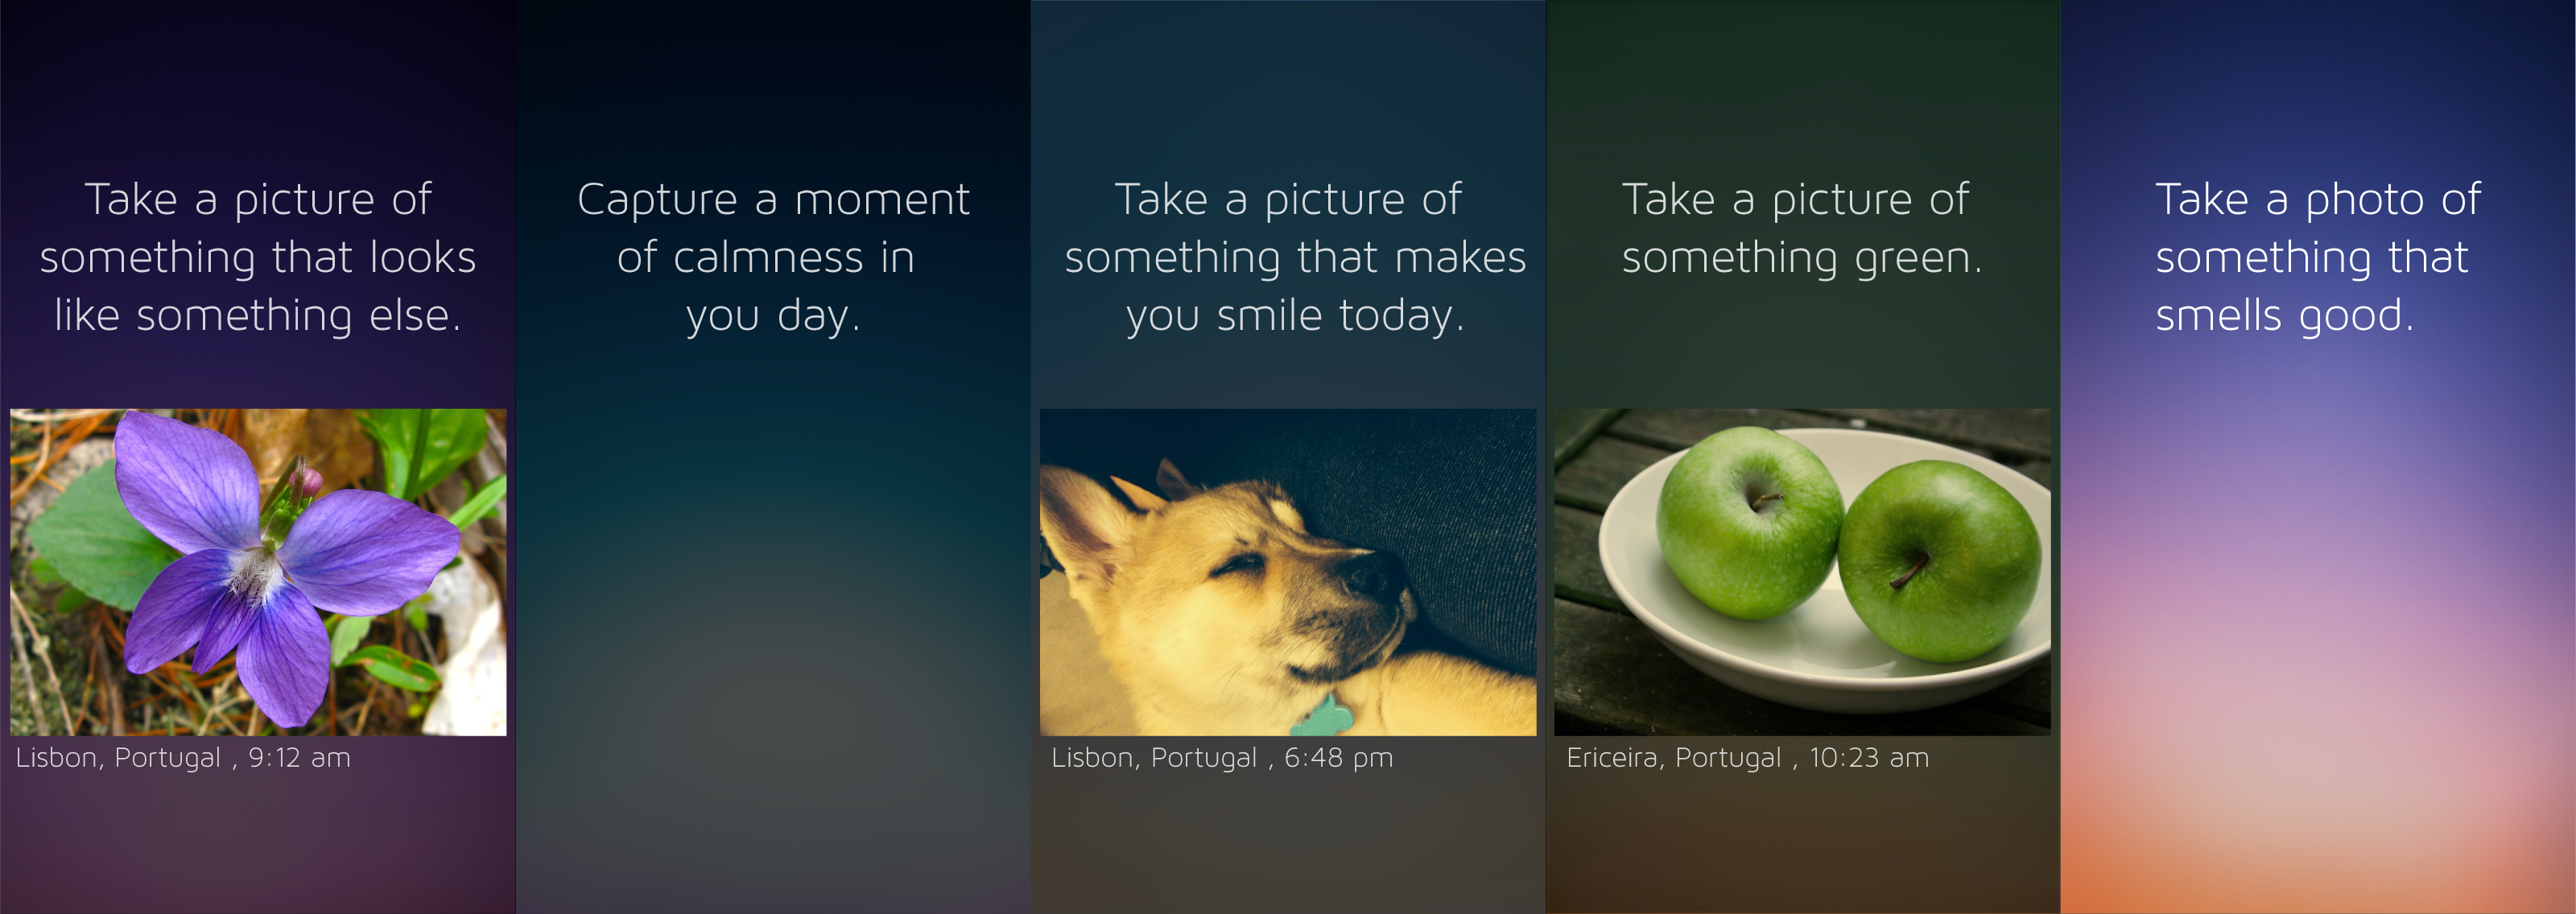 Take a picture of
something that looks
like something else.
Lisbon, Portugal , 9:12 am
Capture a moment
of calmness in
you day.
Take a picture of
something that makes
you smile today.
Lisbon, Portugal , 6:48 pm
Take a picture of
something green.
Ericeira, Portugal , 10:23 am
Take a photo of
something that
smells good.